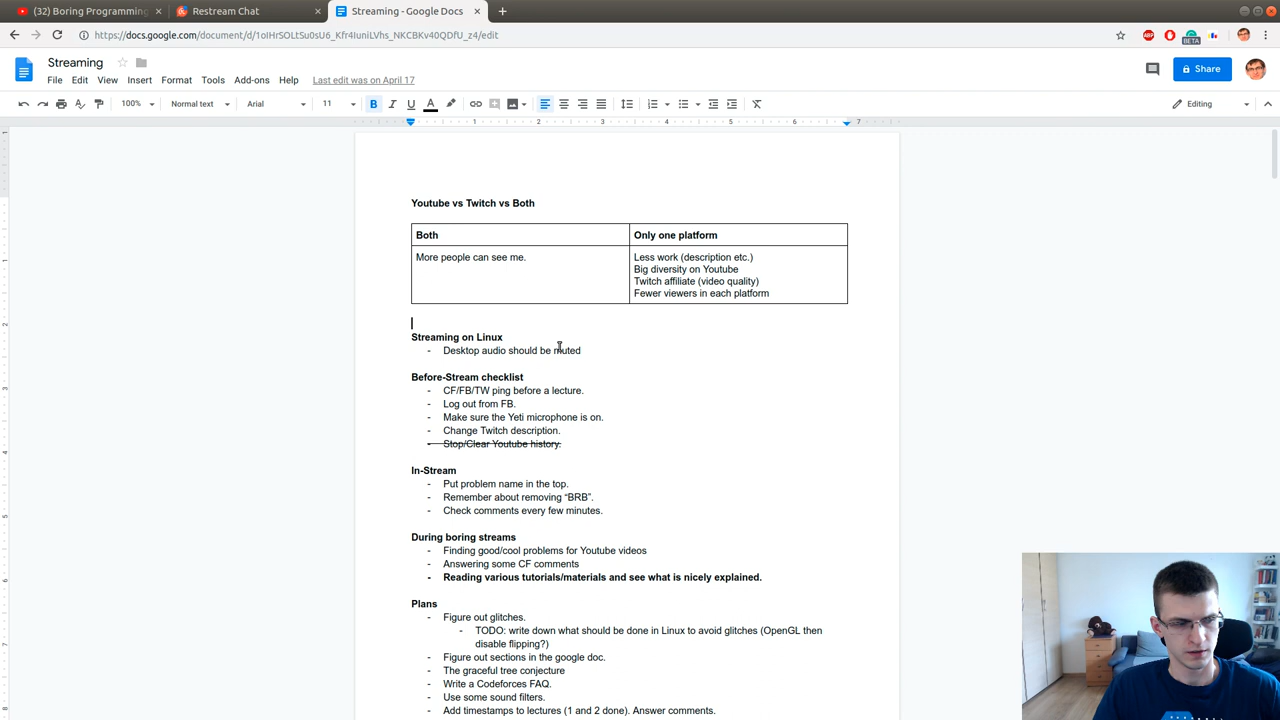 (32) Boring Programming
Restream Chat
Streaming - Google Docs
https://docs.google.com/document/d/1oIHrSOLtSu0sU6_Kfr4IuniLVhs_NKCBKv40QDfU_z4/edit
ABP
BETA
Streaming
File Edit View Insert Format Tools Add-ons Help Last edit was on April 17
Share
100% Normal text Arial 11 B I U A Editing
1 2 3 4 5 6 7
Youtube vs Twitch vs Both
Both
Only one platform
More people can see me.
Less work (description etc.)
Big diversity on Youtube
Twitch affiliate (video quality)
Fewer viewers in each platform
Streaming on Linux
- Desktop audio should be muted
Before-Stream checklist
- CF/FB/TW ping before a lecture.
- Log out from FB.
- Make sure the Yeti microphone is on.
- Change Twitch description.
- Stop/Clear Youtube history.
In-Stream
- Put problem name in the top.
- Remember about removing “BRB”.
- Check comments every few minutes.
During boring streams
- Finding good/cool problems for Youtube videos
- Answering some CF comments
- Reading various tutorials/materials and see what is nicely explained.
Plans
- Figure out glitches.
- TODO: write down what should be done in Linux to avoid glitches (OpenGL then
disable flipping?)
- Figure out sections in the google doc.
- The graceful tree conjecture
- Write a Codeforces FAQ.
- Use some sound filters.
- Add timestamps to lectures (1 and 2 done). Answer comments.